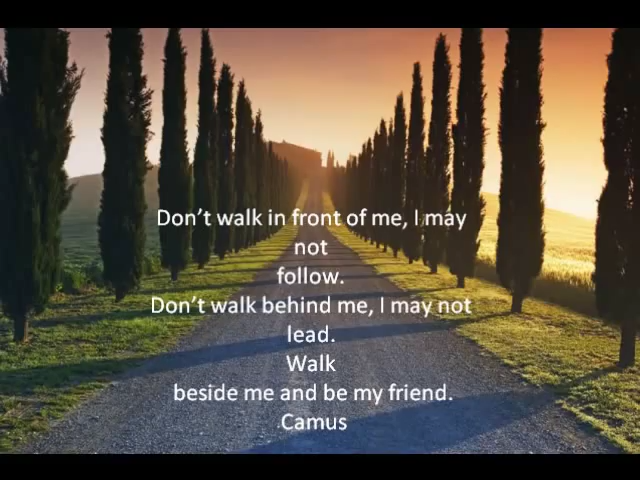 Don’t walk in front of me, I may
not
follow.
Don’t walk behind me, I may not
lead.
Walk
beside me and be my friend.
Camus